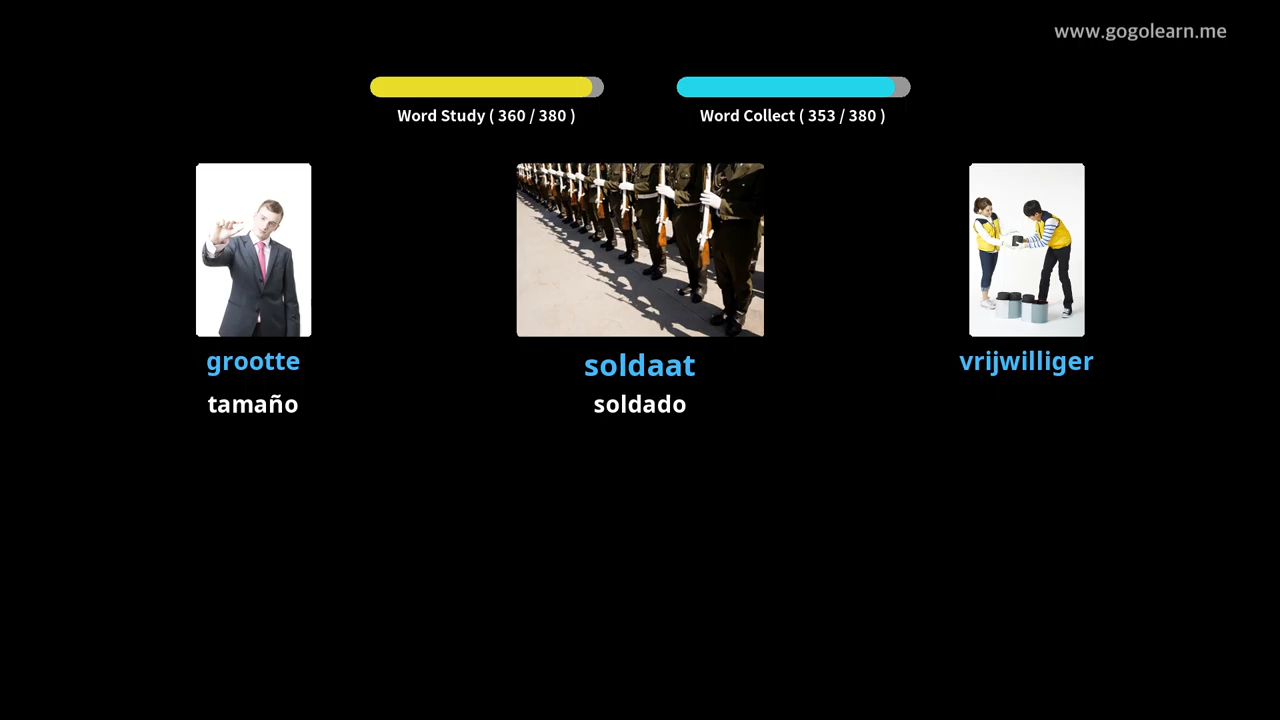 www.gogolearn.me
Word Study ( 360 / 380 )
Word Collect ( 353 / 380 )
grootte
tamaño
soldaat
soldado
vrijwilliger